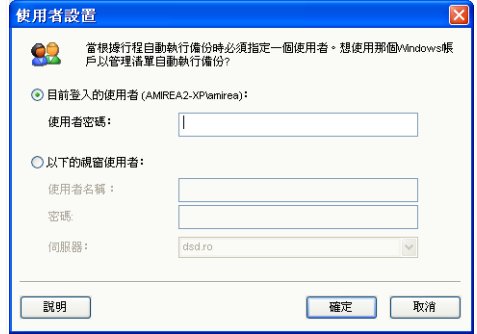 使用者設置
當根據行程自動執行備份時必須指定一個使用者。想使用那個Windows帳
戶以管理清單自動執行備份?
目前登入的使用者 (AMIREA2-XP\amirea):
使用者密碼:
以下的視窗使用者:
使用者名稱:
密碼:
伺服器:
dsd.ro
說明
確定
取消